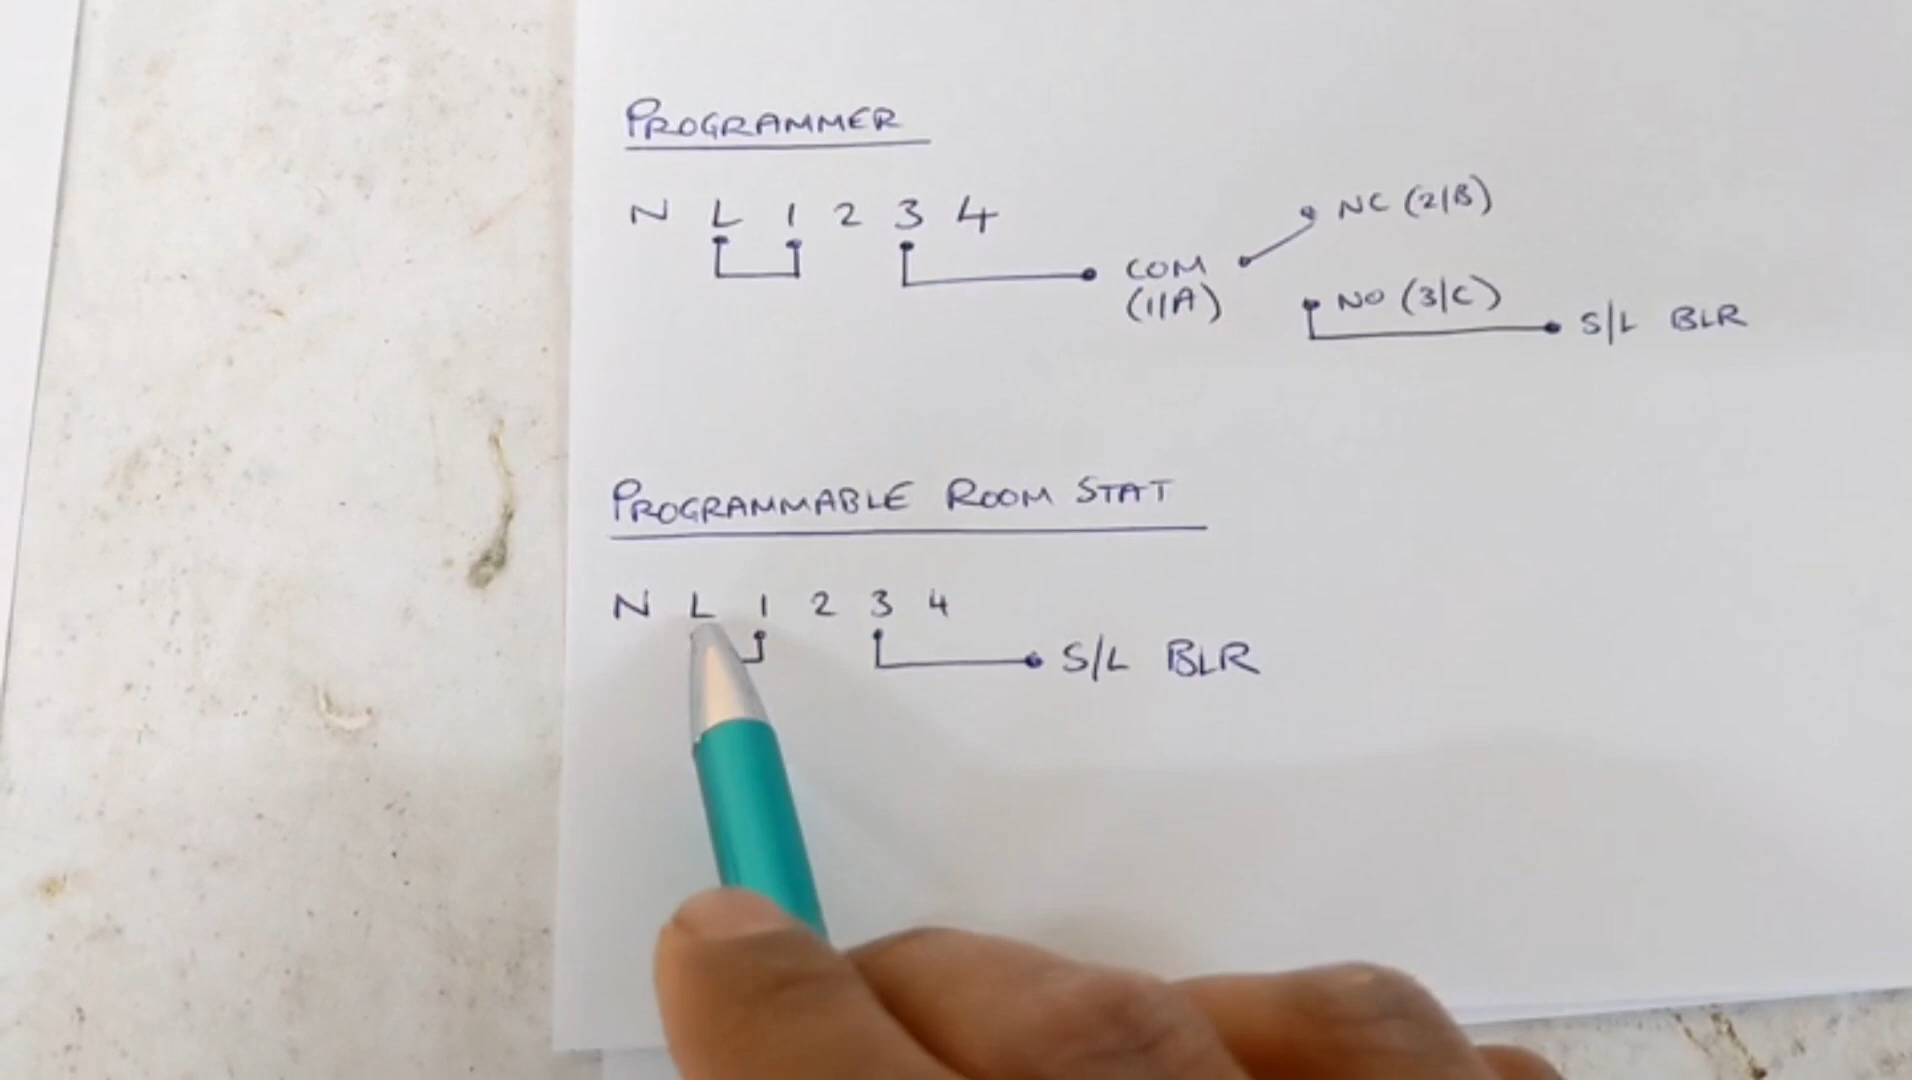 PROGRAMMER
N L 1 2 3 4
NC (2/B)
COM
(1/A)
NO (3/C)
S/L BLR
PROGRAMMABLE ROOM STAT
N L 1 2 3 4
S/L BLR